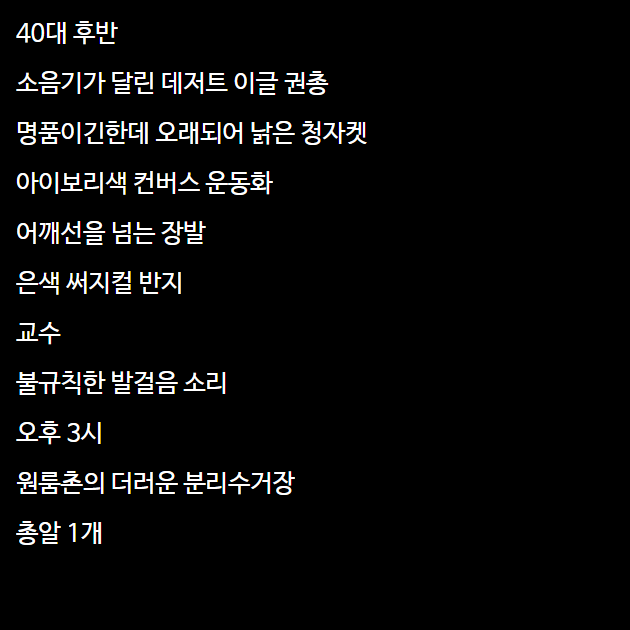 40대 후반
소음기가 달린 데저트 이글 권총
명품이긴한데 오래되어 낡은 청자켓
아이보리색 컨버스 운동화
어깨선을 넘는 장발
은색 써지컬 반지
교수
불규칙한 발걸음 소리
오후 3시
원룸촌의 더러운 분리수거장
총알 1개